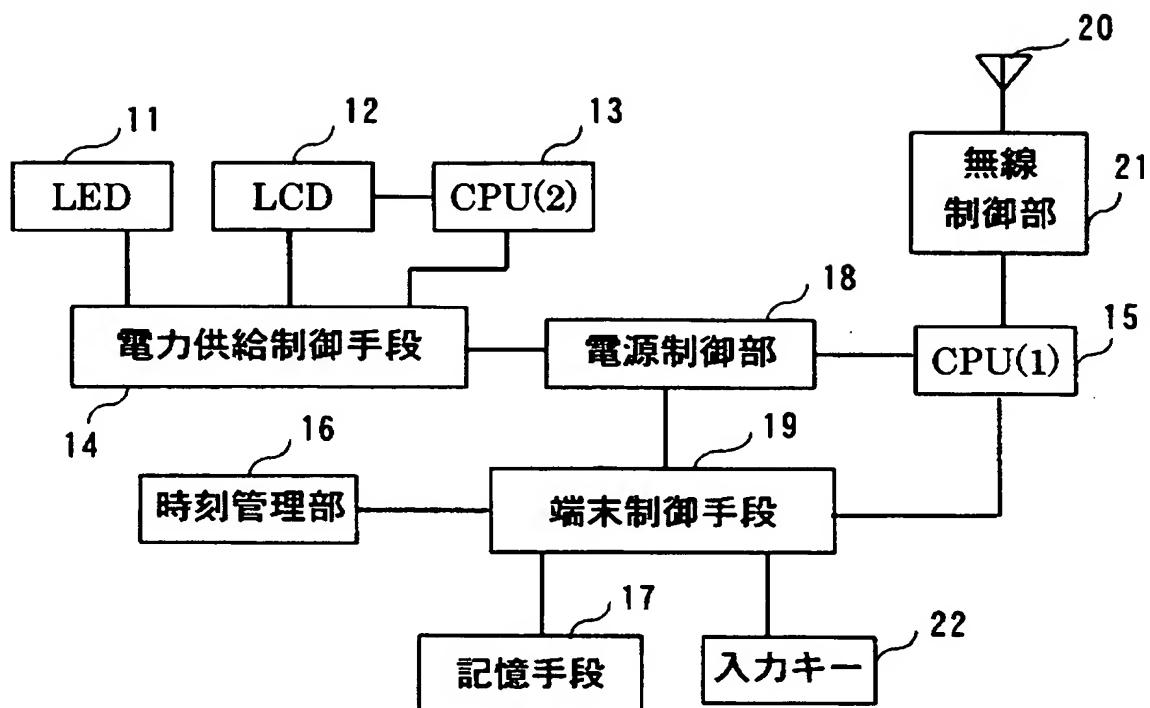 20
11
12
13
LED
LCD
CPU(2)
無線
制御部
21
18
15
電力供給制御手段
電源制御部
CPU(1)
14
16
19
時刻管理部
端末制御手段
17
22
記憶手段
入力キー